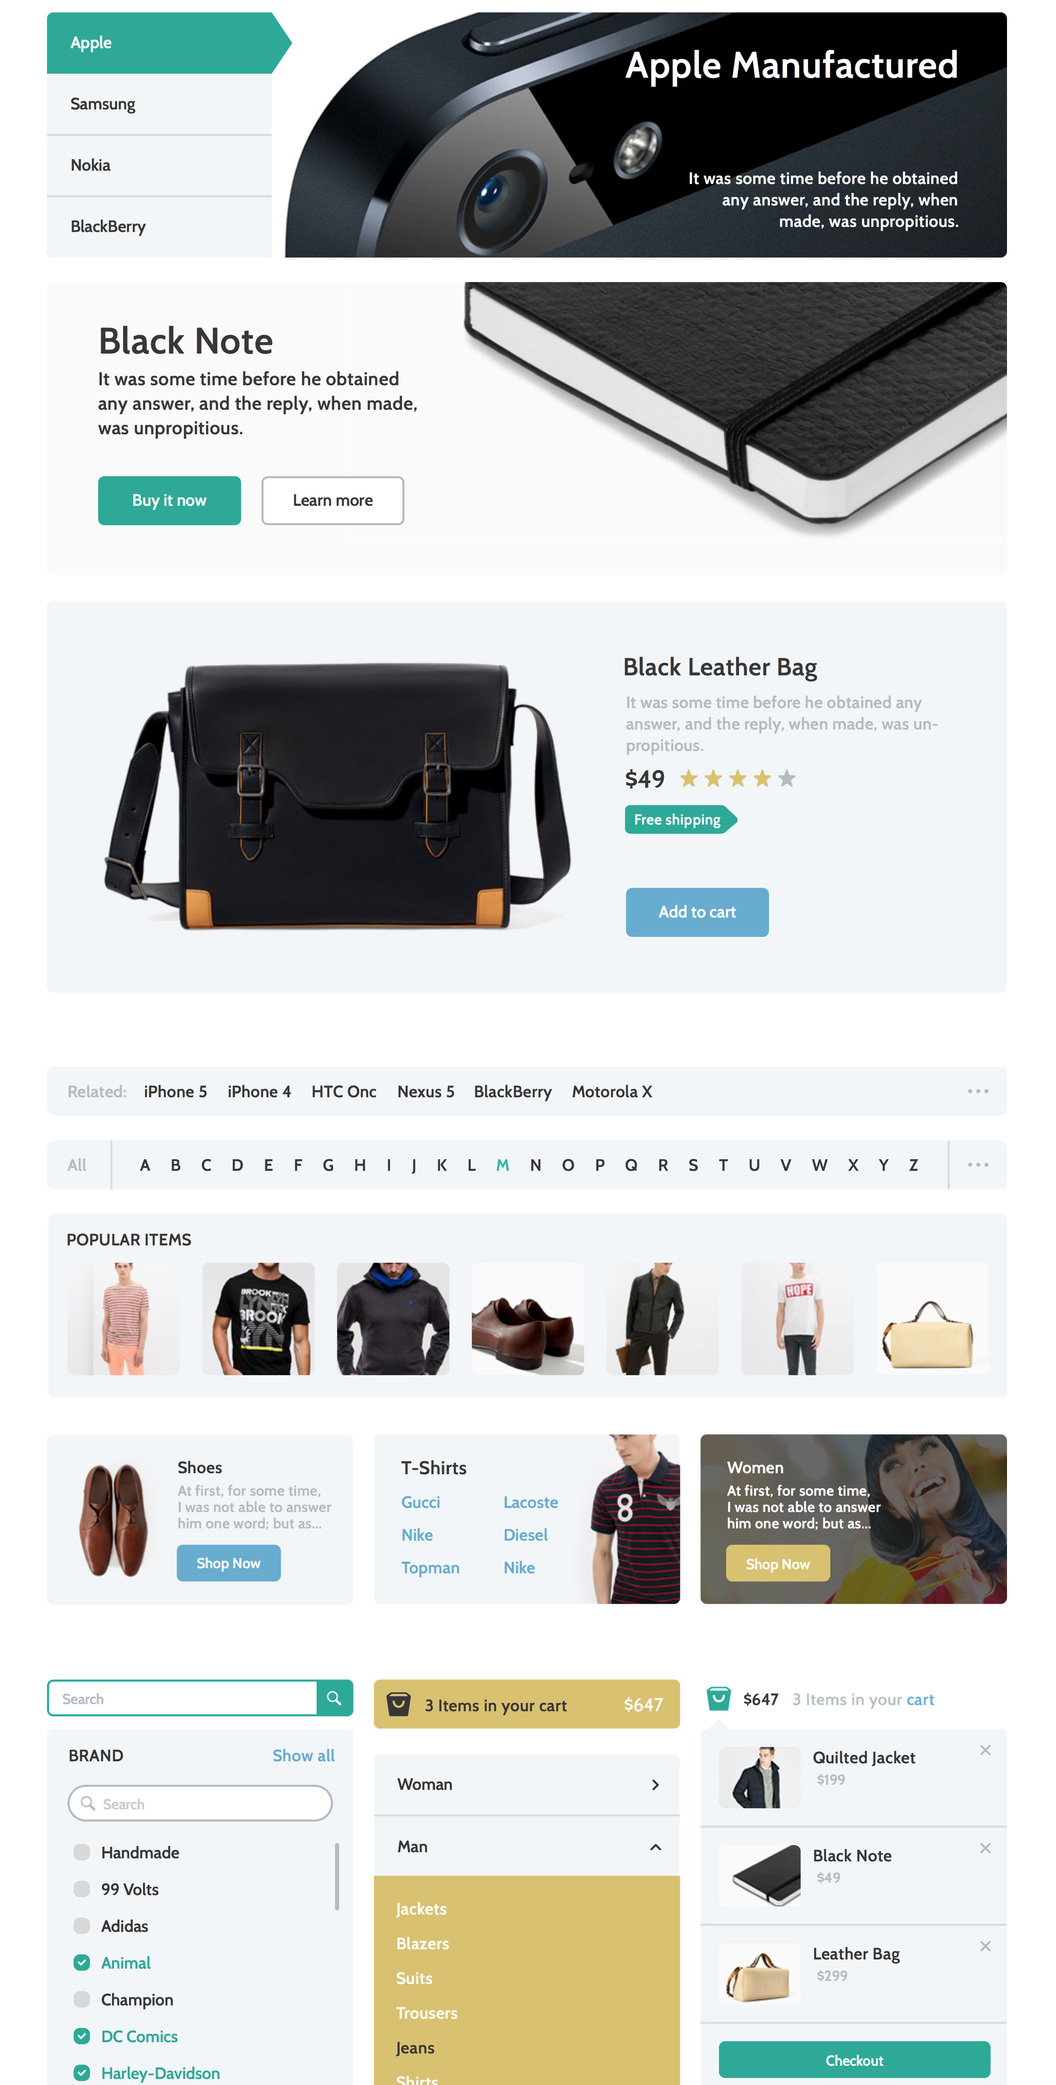 Apple
Samsung
Nokia
BlackBerry
Apple Manufactured
It was some time before he obtained
any answer, and the reply, when
made, was unpropitious.
Black Note
It was some time before he obtained
any answer, and the reply, when made,
was unpropitious.
Buy it now
Learn more
Black Leather Bag
It was some time before he obtained any
answer, and the reply, when made, was un-
propitious.
$49
Free shipping
Add to cart
Related: iPhone 5 iPhone 4 HTC Onc Nexus 5 BlackBerry Motorola X
All A B C D E F G H I J K L M N O P Q R S T U V W X Y Z
POPULAR ITEMS
BROOK
BROOK
HOPE
Shoes
At first, for some time,
I was not able to answer
him one word; but as...
Shop Now
T-Shirts
Gucci Lacoste
Nike Diesel
Topman Nike
8
Women
At first, for some time,
I was not able to answer
him one word; but as...
Shop Now
Search
BRAND Show all
Search
Handmade
99 Volts
Adidas
Animal
Champion
DC Comics
Harley-Davidson
3 Items in your cart $647
Woman
Man
Jackets
Blazers
Suits
Trousers
Jeans
Shirts
$647 3 Items in your cart
Quilted Jacket
$199
Black Note
$49
Leather Bag
$299
Checkout